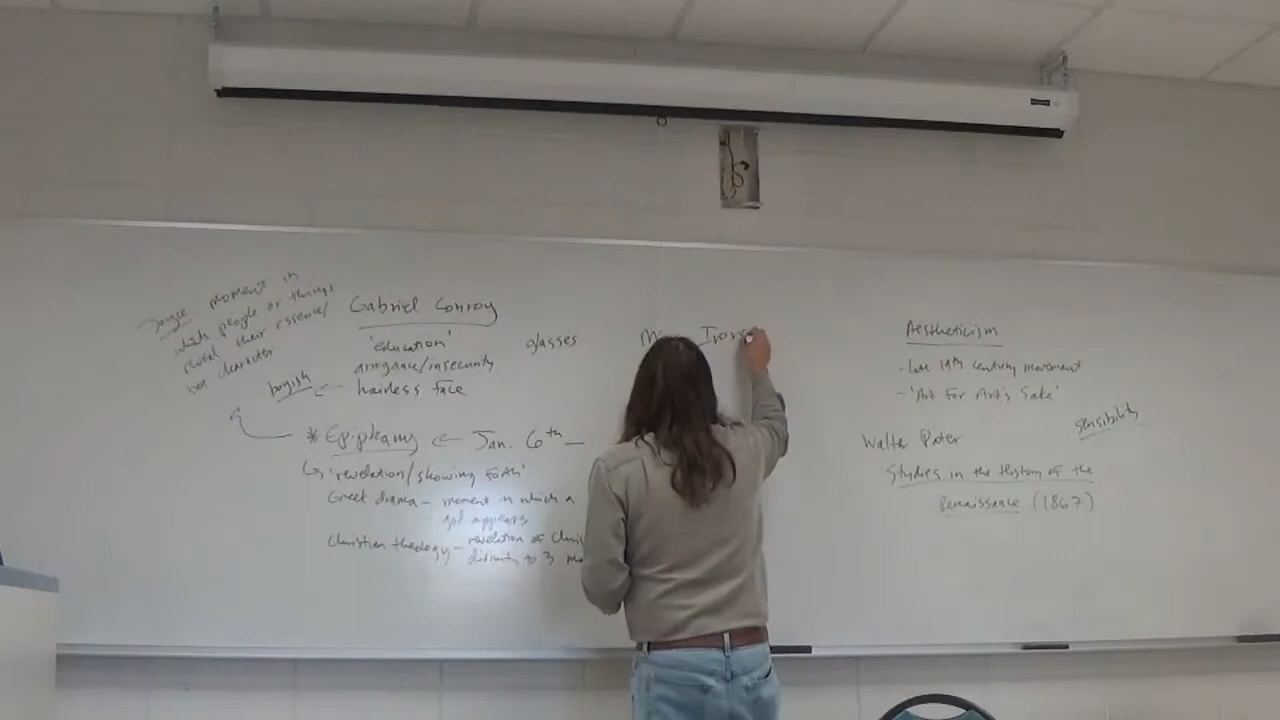 Joyce moment in
which people or things
reveal their essence/
true character
Gabriel Conroy
'education'
arrogance/insecurity
boyish ← hairless face
glasses
* Epiphany ← Jan. 6th —
↳ 'revelation/showing forth'
Greet drama – moment in which a
god appears
Christian theology – revelation of
divinity to 3
Ivors
Aestheticism
- late 19th century movement
- 'Art For Art's Sake'
sensibility
Walter Pater
Studies in the History of the
Renaissance (1867)